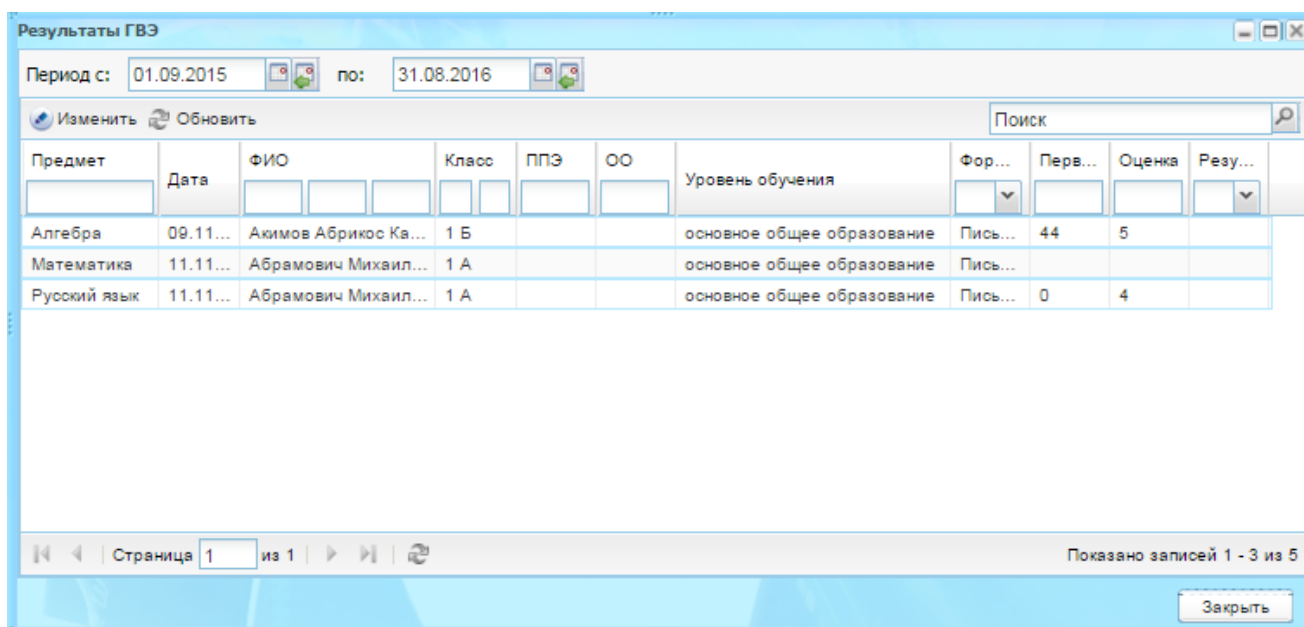 Результаты ГВЭ
Период с: 01.09.2015 по: 31.08.2016
Изменить Обновить Поиск
Предмет Дата ФИО Класс ППЭ ОО Уровень обучения Фор... Перв... Оценка Резу...
Алгебра 09.11... Акимов Абрикос Ка... 1 Б основное общее образование Пись... 44 5
Математика 11.11... Абрамович Михаил... 1 А основное общее образование Пись...
Русский язык 11.11... Абрамович Михаил... 1 А основное общее образование Пись... 0 4
Страница 1 из 1 Показано записей 1 - 3 из 5
Закрыть